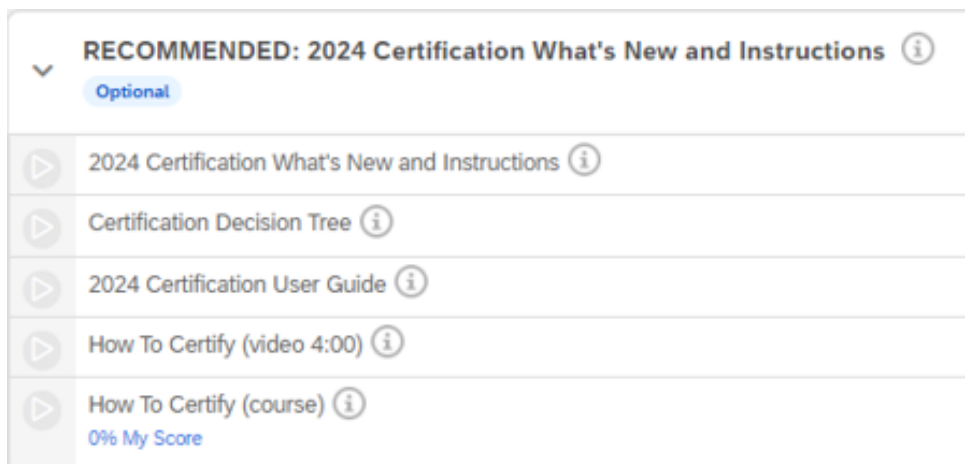 RECOMMENDED: 2024 Certification What's New and Instructions
Optional
2024 Certification What's New and Instructions
Certification Decision Tree
2024 Certification User Guide
How To Certify (video 4:00)
How To Certify (course)
0% My Score